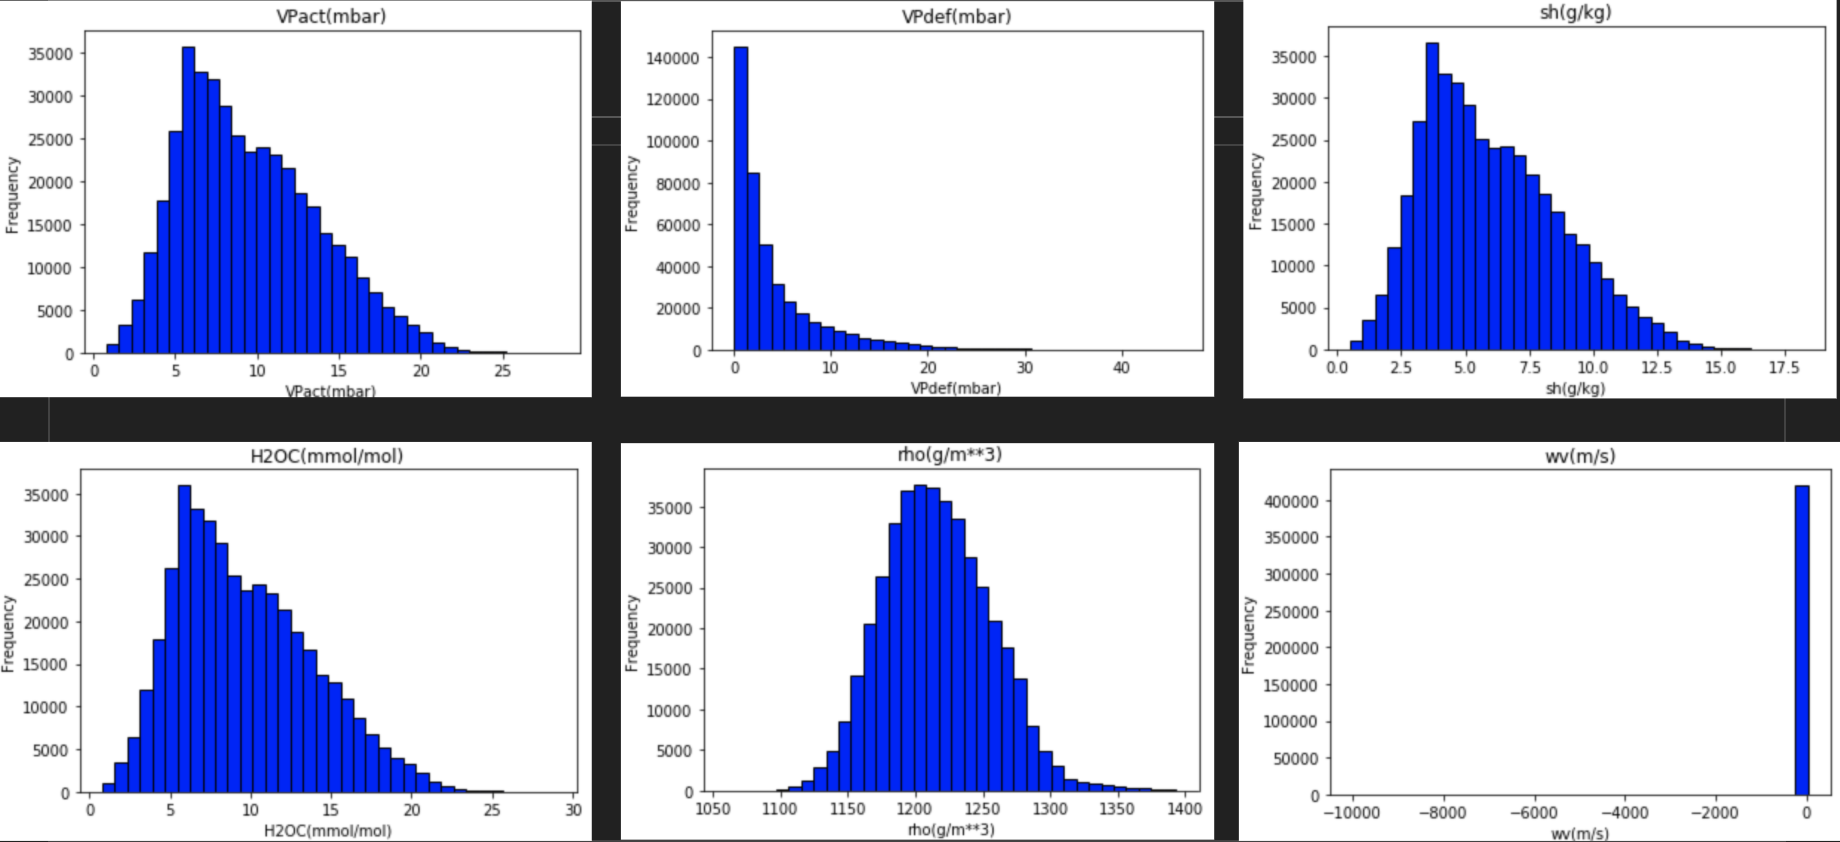 VPact(mbar)
35000
30000
25000
20000
15000
10000
5000
0
Frequency
0 5 10 15 20 25
VPact(mbar)
VPdef(mbar)
140000
120000
100000
80000
60000
40000
20000
0
Frequency
0 10 20 30 40
VPdef(mbar)
sh(g/kg)
35000
30000
25000
20000
15000
10000
5000
0
Frequency
0.0 2.5 5.0 7.5 10.0 12.5 15.0 17.5
sh(g/kg)
H2OC(mmol/mol)
35000
30000
25000
20000
15000
10000
5000
0
Frequency
0 5 10 15 20 25 30
H2OC(mmol/mol)
rho(g/m**3)
35000
30000
25000
20000
15000
10000
5000
0
Frequency
1050 1100 1150 1200 1250 1300 1350 1400
rho(g/m**3)
wv(m/s)
400000
350000
300000
250000
200000
150000
100000
50000
0
Frequency
−10000 −8000 −6000 −4000 −2000 0
wv(m/s)